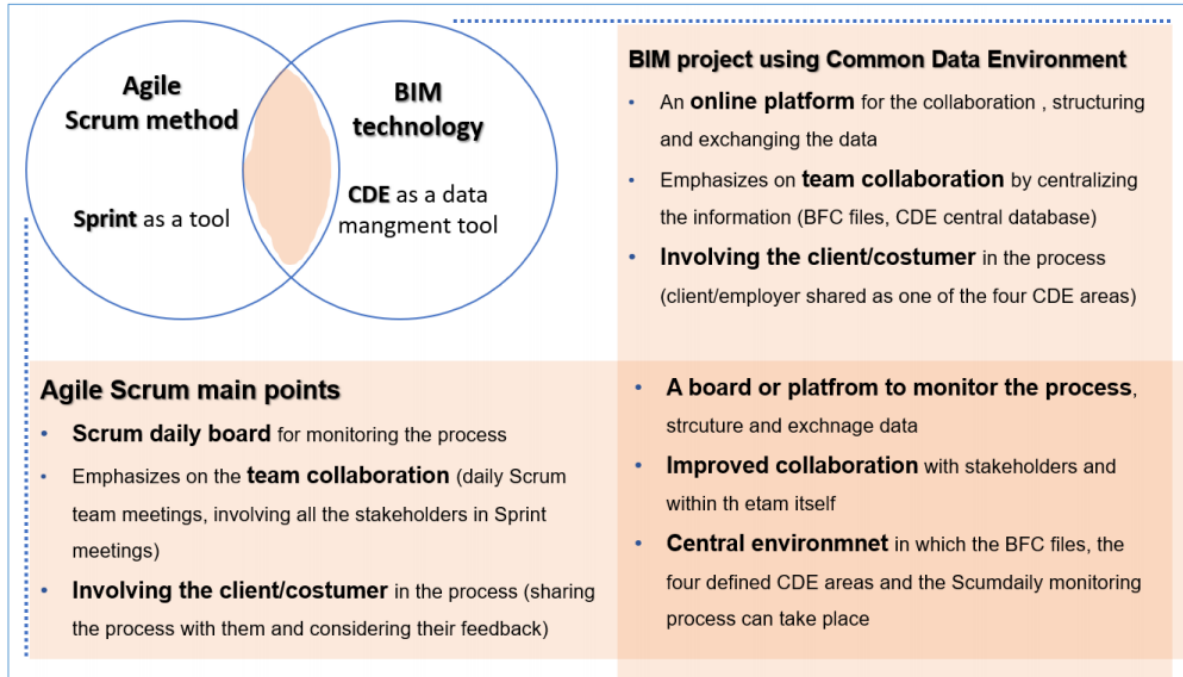 Agile
Scrum method
Sprint as a tool
BIM
technology
CDE as a data
mangment tool
BIM project using Common Data Environment
• An online platform for the collaboration , structuring
and exchanging the data
• Emphasizes on team collaboration by centralizing
the information (BFC files, CDE central database)
• Involving the client/costumer in the process
(client/employer shared as one of the four CDE areas)
Agile Scrum main points
• Scrum daily board for monitoring the process
• Emphasizes on the team collaboration (daily Scrum
team meetings, involving all the stakeholders in Sprint
meetings)
• Involving the client/costumer in the process (sharing
the process with them and considering their feedback)
• A board or platfrom to monitor the process,
strcuture and exchnage data
• Improved collaboration with stakeholders and
within th etam itself
• Central environmnet in which the BFC files, the
four defined CDE areas and the Scumdaily monitoring
process can take place